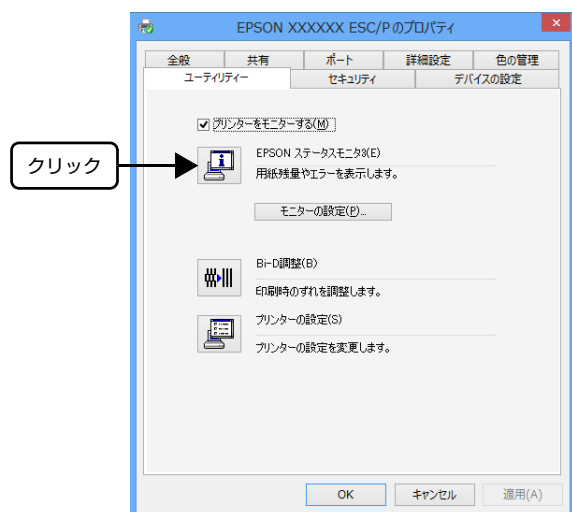 EPSON XXXXXX ESC/Pのプロパティ
全般 共有 ポート 詳細設定 色の管理
ユーティリティー セキュリティ デバイスの設定
プリンターをモニターする(M)
クリック
EPSON ステータスモニタ3(E)
用紙残量やエラーを表示します。
モニターの設定(P)...
Bi-D調整(B)
印刷時のずれを調整します。
プリンターの設定(S)
プリンターの設定を変更します。
OK キャンセル 適用(A)